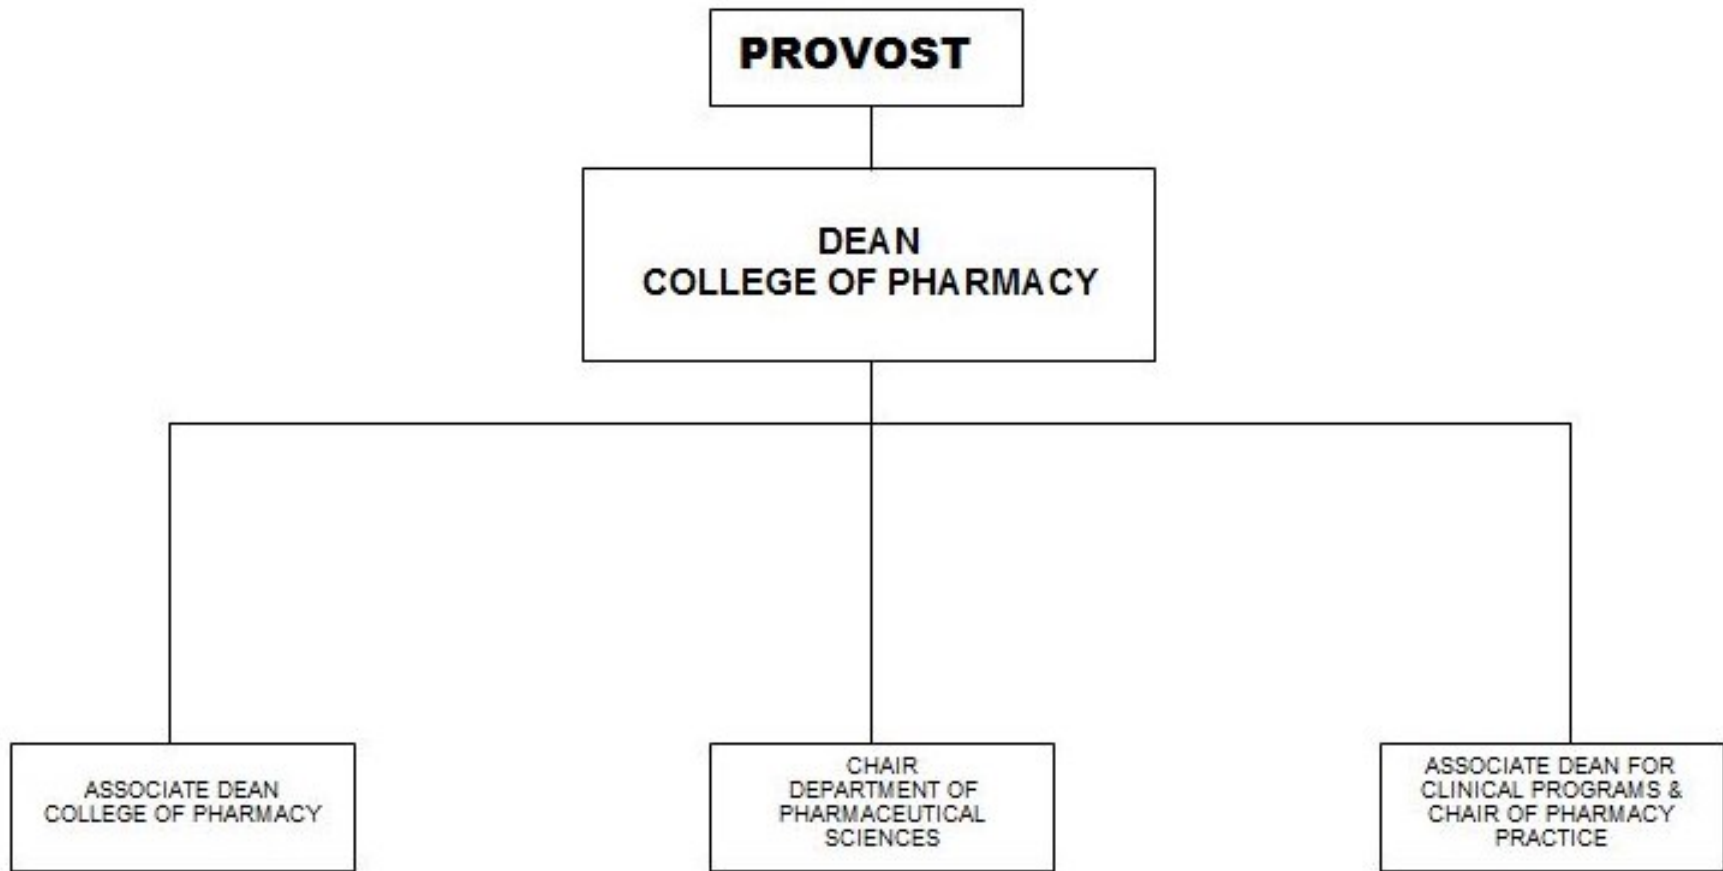 PROVOST
DEAN
COLLEGE OF PHARMACY
ASSOCIATE DEAN
COLLEGE OF PHARMACY
CHAIR
DEPARTMENT OF
PHARMACEUTICAL
SCIENCES
ASSOCIATE DEAN FOR
CLINICAL PROGRAMS &
CHAIR OF PHARMACY
PRACTICE